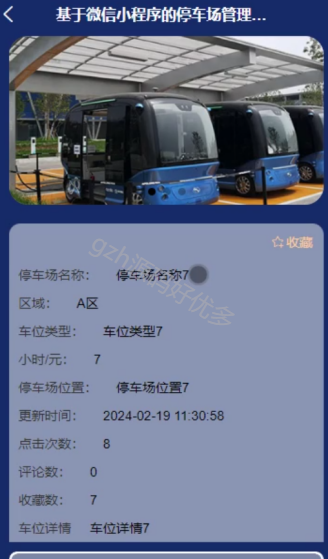 基于微信小程序的停车场管理...
收藏
停车场名称： 停车场名称7
区域： A区
车位类型： 车位类型7
小时/元： 7
停车场位置： 停车场位置7
更新时间： 2024-02-19 11:30:58
点击次数： 8
评论数： 0
收藏数： 7
车位详情 车位详情7
gzh源码好优多